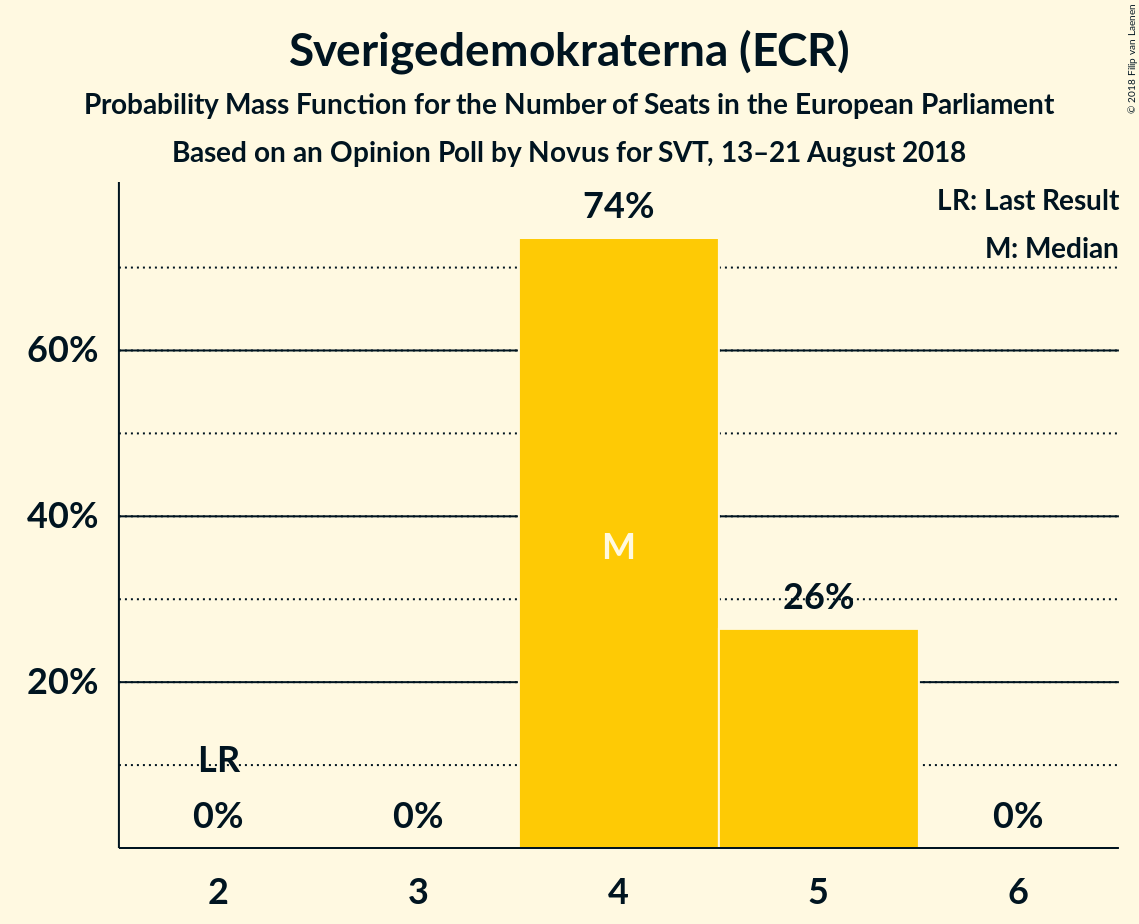 Sverigedemokraterna (ECR)
Probability Mass Function for the Number of Seats in the European Parliament
Based on an Opinion Poll by Novus for SVT, 13–21 August 2018
© 2018 Filip van Laenen
LR: Last Result
M: Median
74%
60%
40%
M
26%
20%
LR
0%
0%
0%
2
3
4
5
6